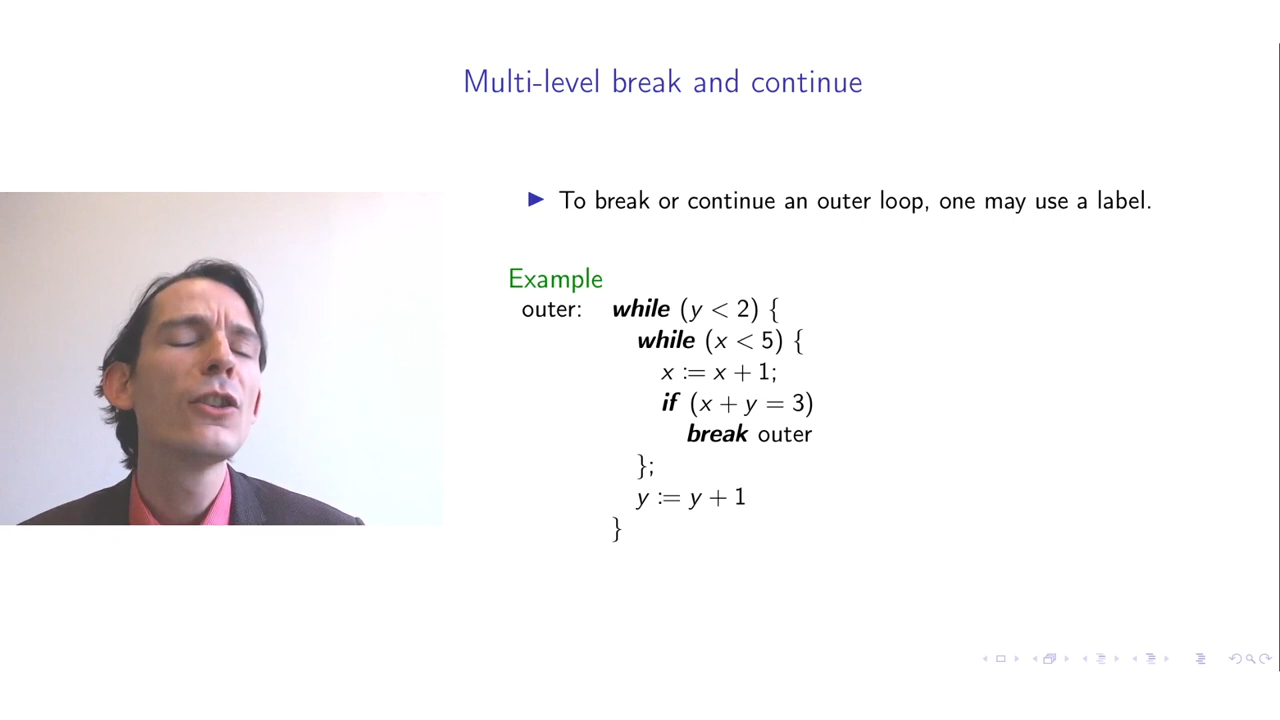 Multi-level break and continue
▶ To break or continue an outer loop, one may use a label.
Example
outer: while (y < 2) {
while (x < 5) {
x := x + 1;
if (x + y = 3)
break outer
};
y := y + 1
}